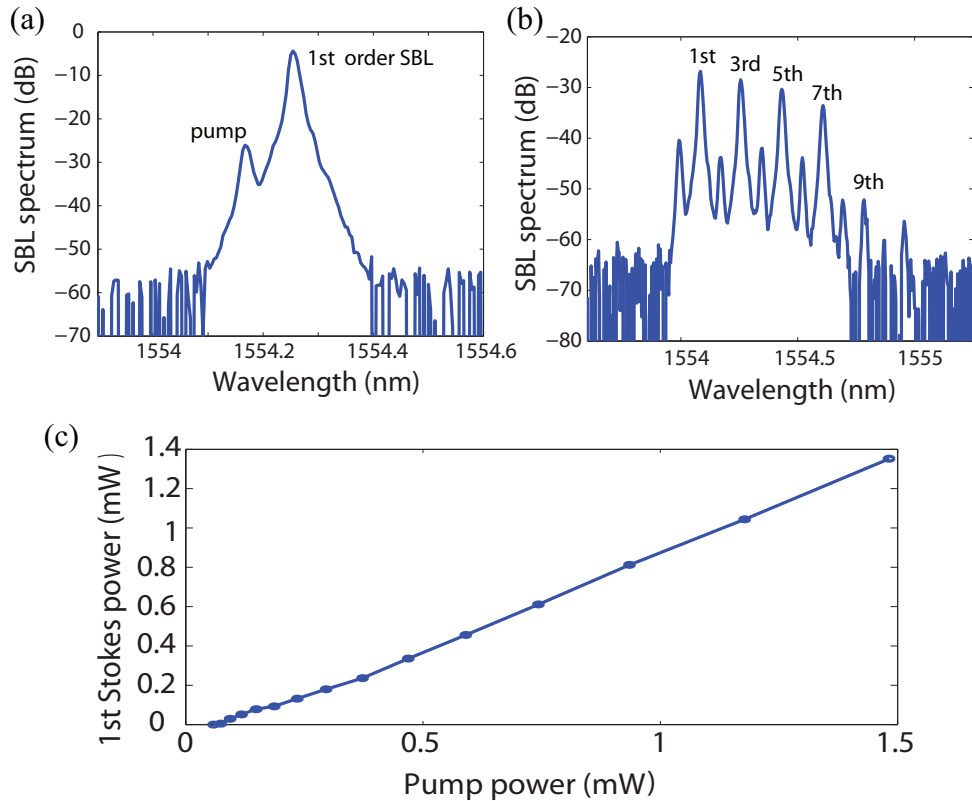 (a)
0
−10
−20
−30
−40
−50
−60
−70
SBL spectrum (dB)
1st order SBL
pump
1554
1554.2
1554.4
1554.6
Wavelength (nm)
(b)
−20
−30
−40
−50
−60
−70
−80
SBL spectrum (dB)
1st
3rd
5th
7th
9th
1554
1554.5
1555
Wavelength (nm)
(c)
1.4
1.2
1
0.8
0.6
0.4
0.2
0
1st Stokes power (mW)
0
0.5
1
1.5
Pump power (mW)